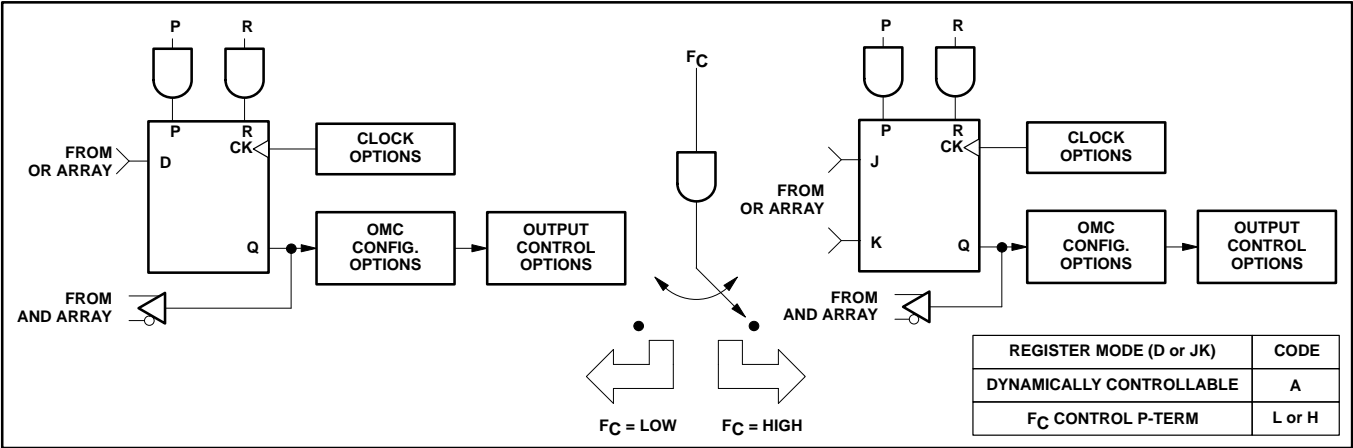 P R
P R
CK
CLOCK
OPTIONS
FROM
OR ARRAY
D
Q
OMC
CONFIG.
OPTIONS
OUTPUT
CONTROL
OPTIONS
FROM
AND ARRAY
FC
FC = LOW
FC = HIGH
P R
P R
CK
CLOCK
OPTIONS
J
FROM
OR ARRAY
K
Q
OMC
CONFIG.
OPTIONS
OUTPUT
CONTROL
OPTIONS
FROM
AND ARRAY
REGISTER MODE (D or JK) CODE
DYNAMICALLY CONTROLLABLE A
FC CONTROL P-TERM L or H